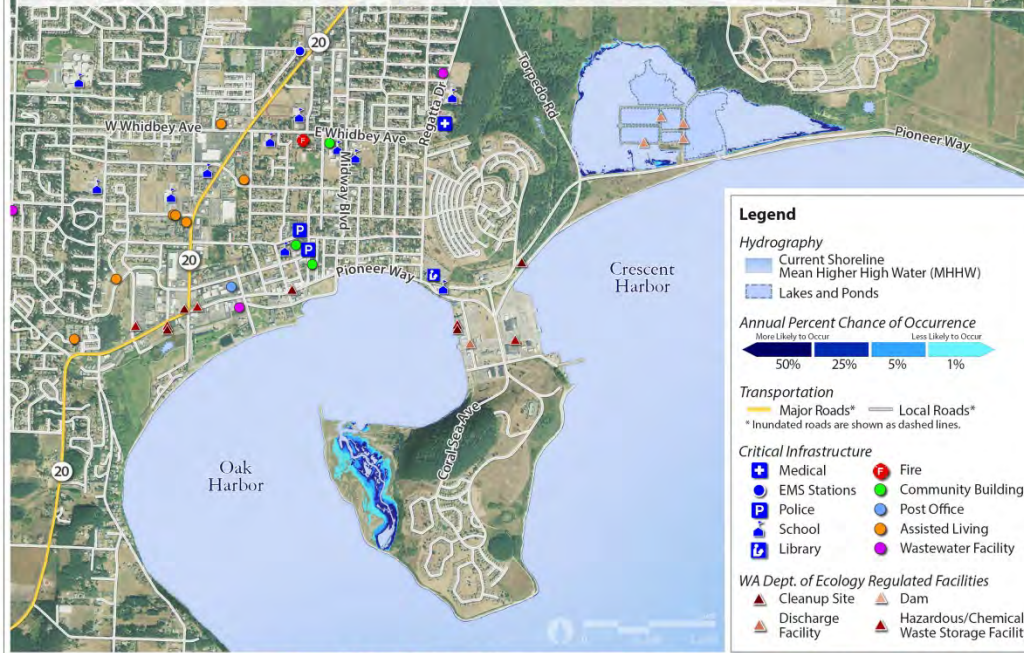 20
Torpedo Rd
Regatta Dr
W Whidbey Ave
E Whidbey Ave
F
Midway Blvd
Pioneer Way
P
P
20
Pioneer Way
Crescent
Harbor
Coral Sea Ave
20
Oak
Harbor
Legend
Hydrography
Current Shoreline
Mean Higher High Water (MHHW)
Lakes and Ponds
Annual Percent Chance of Occurrence
More Likely to Occur
Less Likely to Occur
50% 25% 5% 1%
Transportation
Major Roads* Local Roads*
* Inundated roads are shown as dashed lines.
Critical Infrastructure
Medical
F Fire
EMS Stations
Community Building
P Police
Post Office
School
Assisted Living
Library
Wastewater Facility
WA Dept. of Ecology Regulated Facilities
Cleanup Site
Dam
Discharge
Facility
Hazardous/Chemical
Waste Storage Facilit